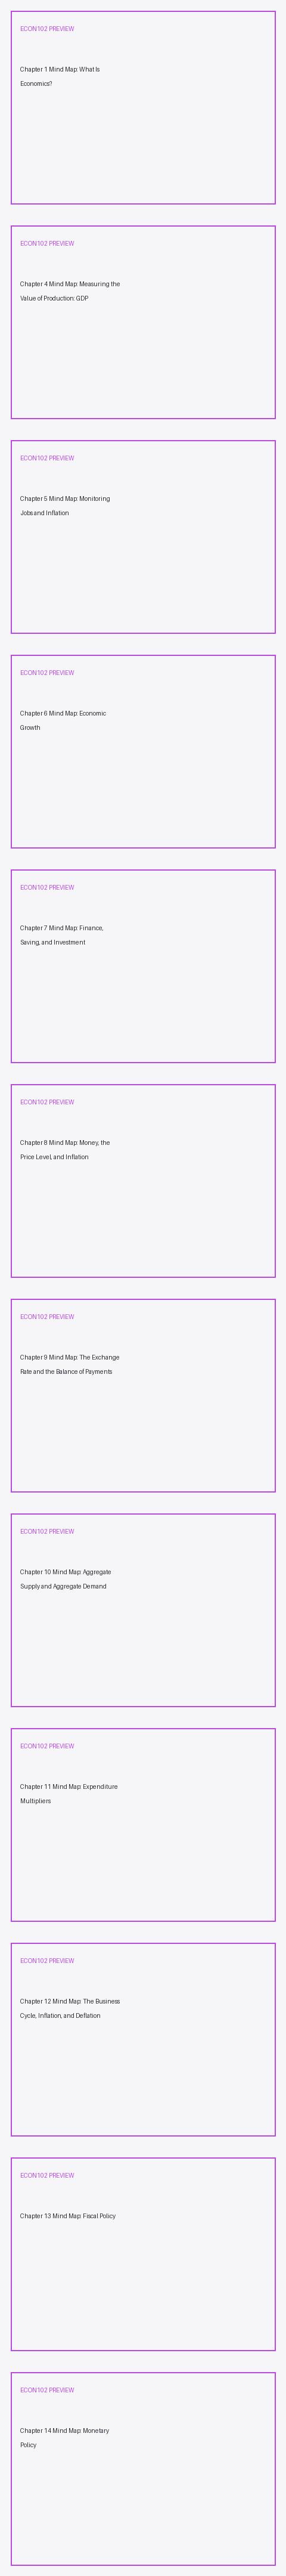 ECON102 PREVIEW
Chapter 1 Mind Map: What Is
Economics?
ECON102 PREVIEW
Chapter 4 Mind Map: Measuring the
Value of Production: GDP
ECON102 PREVIEW
Chapter 5 Mind Map: Monitoring
Jobs and Inflation
ECON102 PREVIEW
Chapter 6 Mind Map: Economic
Growth
ECON102 PREVIEW
Chapter 7 Mind Map: Finance,
Saving, and Investment
ECON102 PREVIEW
Chapter 8 Mind Map: Money, the
Price Level, and Inflation
ECON102 PREVIEW
Chapter 9 Mind Map: The Exchange
Rate and the Balance of Payments
ECON102 PREVIEW
Chapter 10 Mind Map: Aggregate
Supply and Aggregate Demand
ECON102 PREVIEW
Chapter 11 Mind Map: Expenditure
Multipliers
ECON102 PREVIEW
Chapter 12 Mind Map: The Business
Cycle, Inflation, and Deflation
ECON102 PREVIEW
Chapter 13 Mind Map: Fiscal Policy
ECON102 PREVIEW
Chapter 14 Mind Map: Monetary
Policy